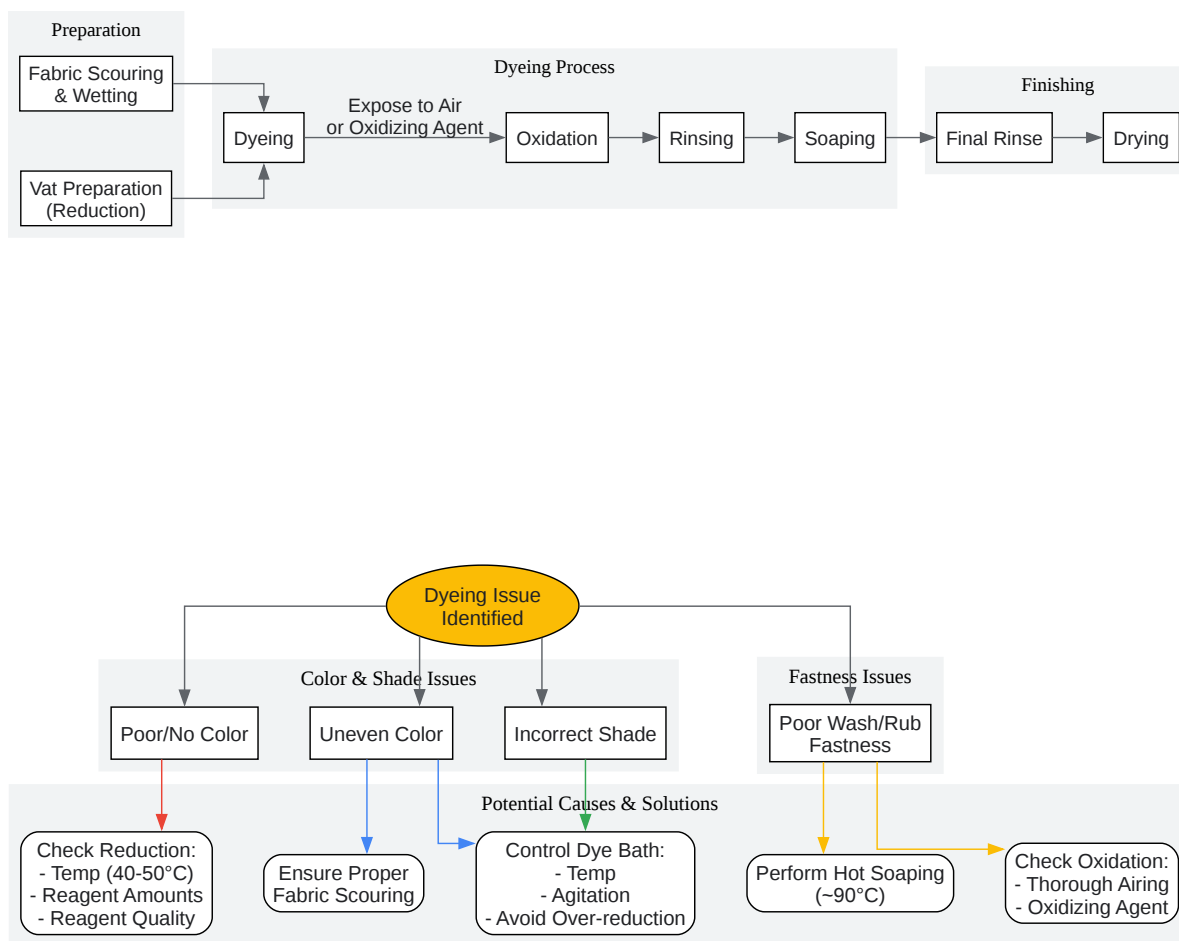 Preparation
Fabric Scouring
& Wetting
Vat Preparation
(Reduction)
Dyeing Process
Dyeing
Expose to Air
or Oxidizing Agent
Oxidation
Rinsing
Soaping
Finishing
Final Rinse
Drying
Dyeing Issue
Identified
Color & Shade Issues
Poor/No Color
Uneven Color
Incorrect Shade
Fastness Issues
Poor Wash/Rub
Fastness
Potential Causes & Solutions
Check Reduction:
- Temp (40-50°C)
- Reagent Amounts
- Reagent Quality
Ensure Proper
Fabric Scouring
Control Dye Bath:
- Temp
- Agitation
- Avoid Over-reduction
Perform Hot Soaping
(~90°C)
Check Oxidation:
- Thorough Airing
- Oxidizing Agent